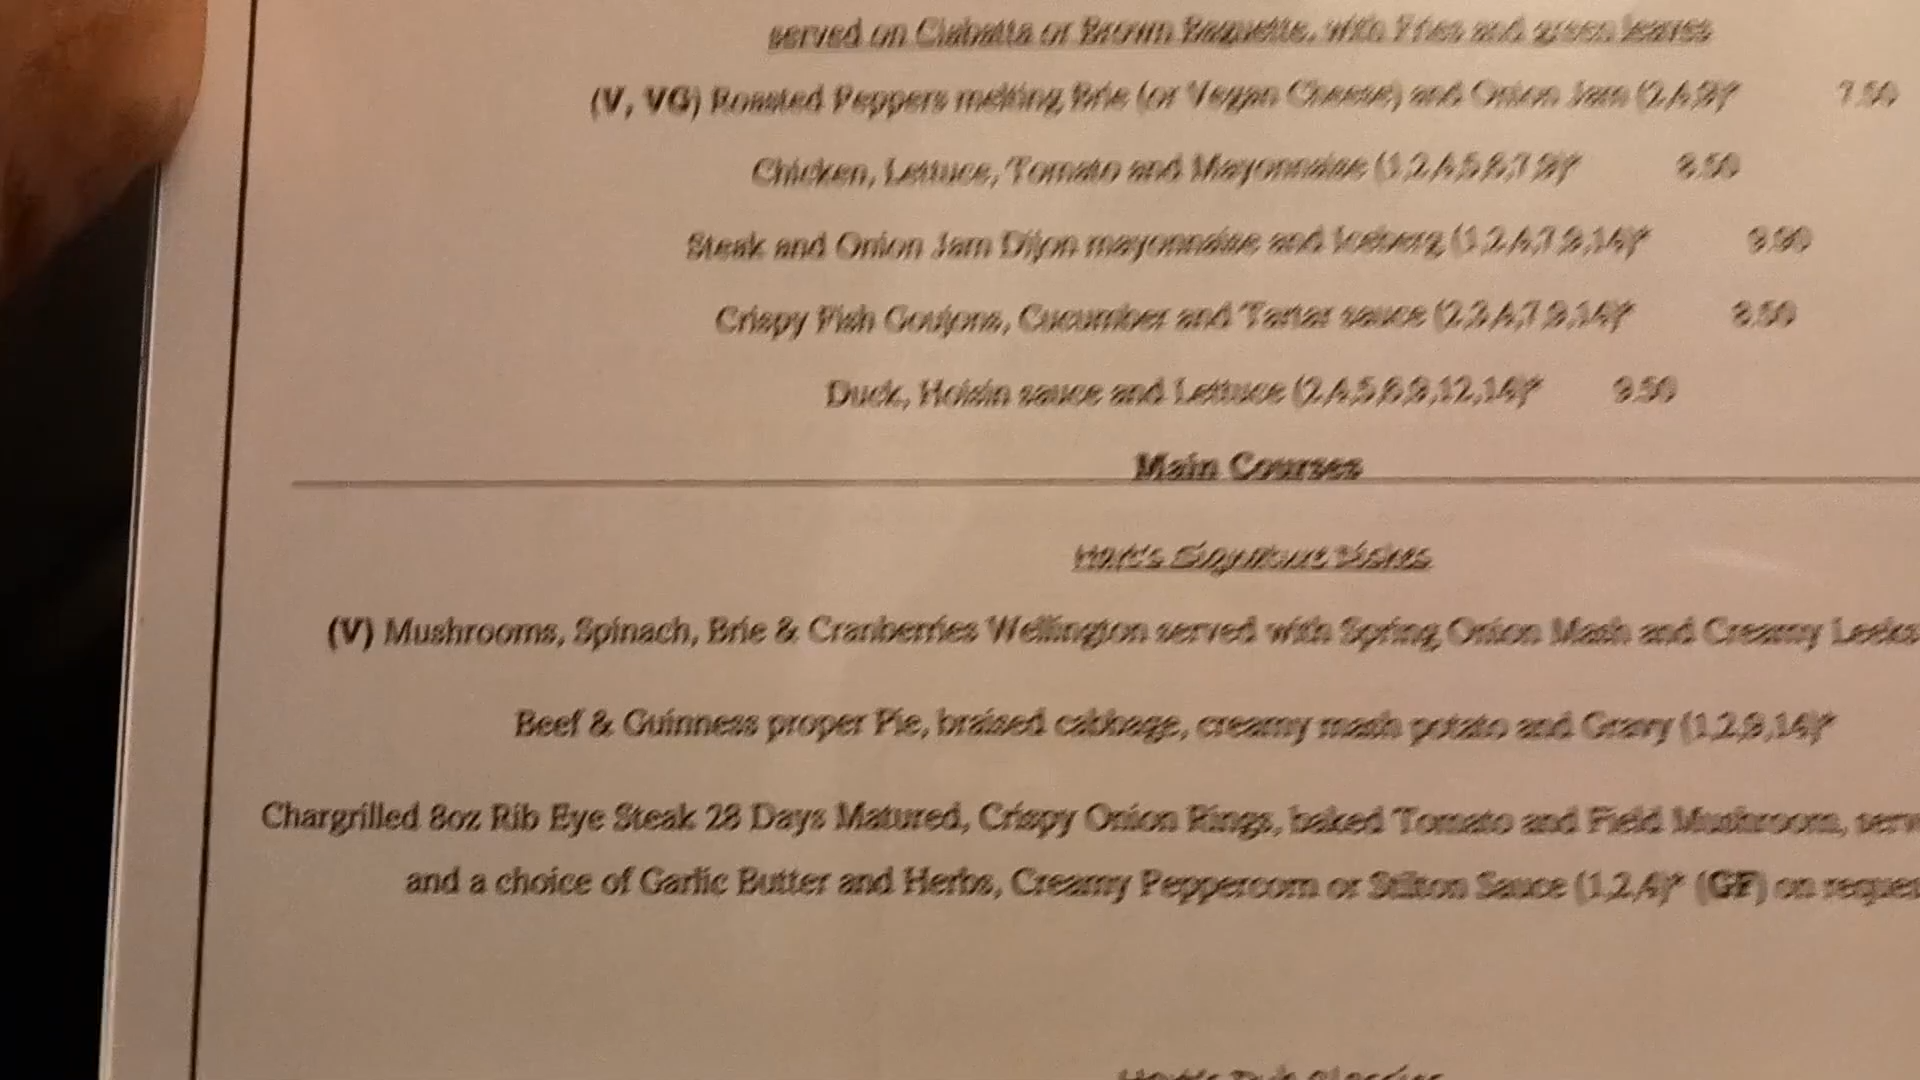 served on Ciabatta or Brown Baguette, with Fries and green leaves
(V, VG) Roasted Peppers melting Brie (or Vegan Cheese) and Onion Jam 7.50
Chicken, Lettuce, Tomato and Mayonnaise 8.50
Steak and Onion Jam Dijon mayonnaise and Iceberg
Crispy Fish Goujons, Cucumber and Tartar sauce 8.50
Duck, Hoisin sauce and Lettuce 9.50
Main Courses
Signature Dishes
(V) Mushrooms, Spinach, Brie & Cranberries Wellington served with Spring Onion Mash and Creamy Leeks
Beef & Guinness proper Pie, braised cabbage, creamy mash potato and Gravy
Chargrilled 8oz Rib Eye Steak 28 Days Matured, Crispy Onion Rings, baked Tomato and Field Mushroom,
and a choice of Garlic Butter and Herbs, Creamy Peppercorn or Stilton Sauce (1,2,4)* (GF) on